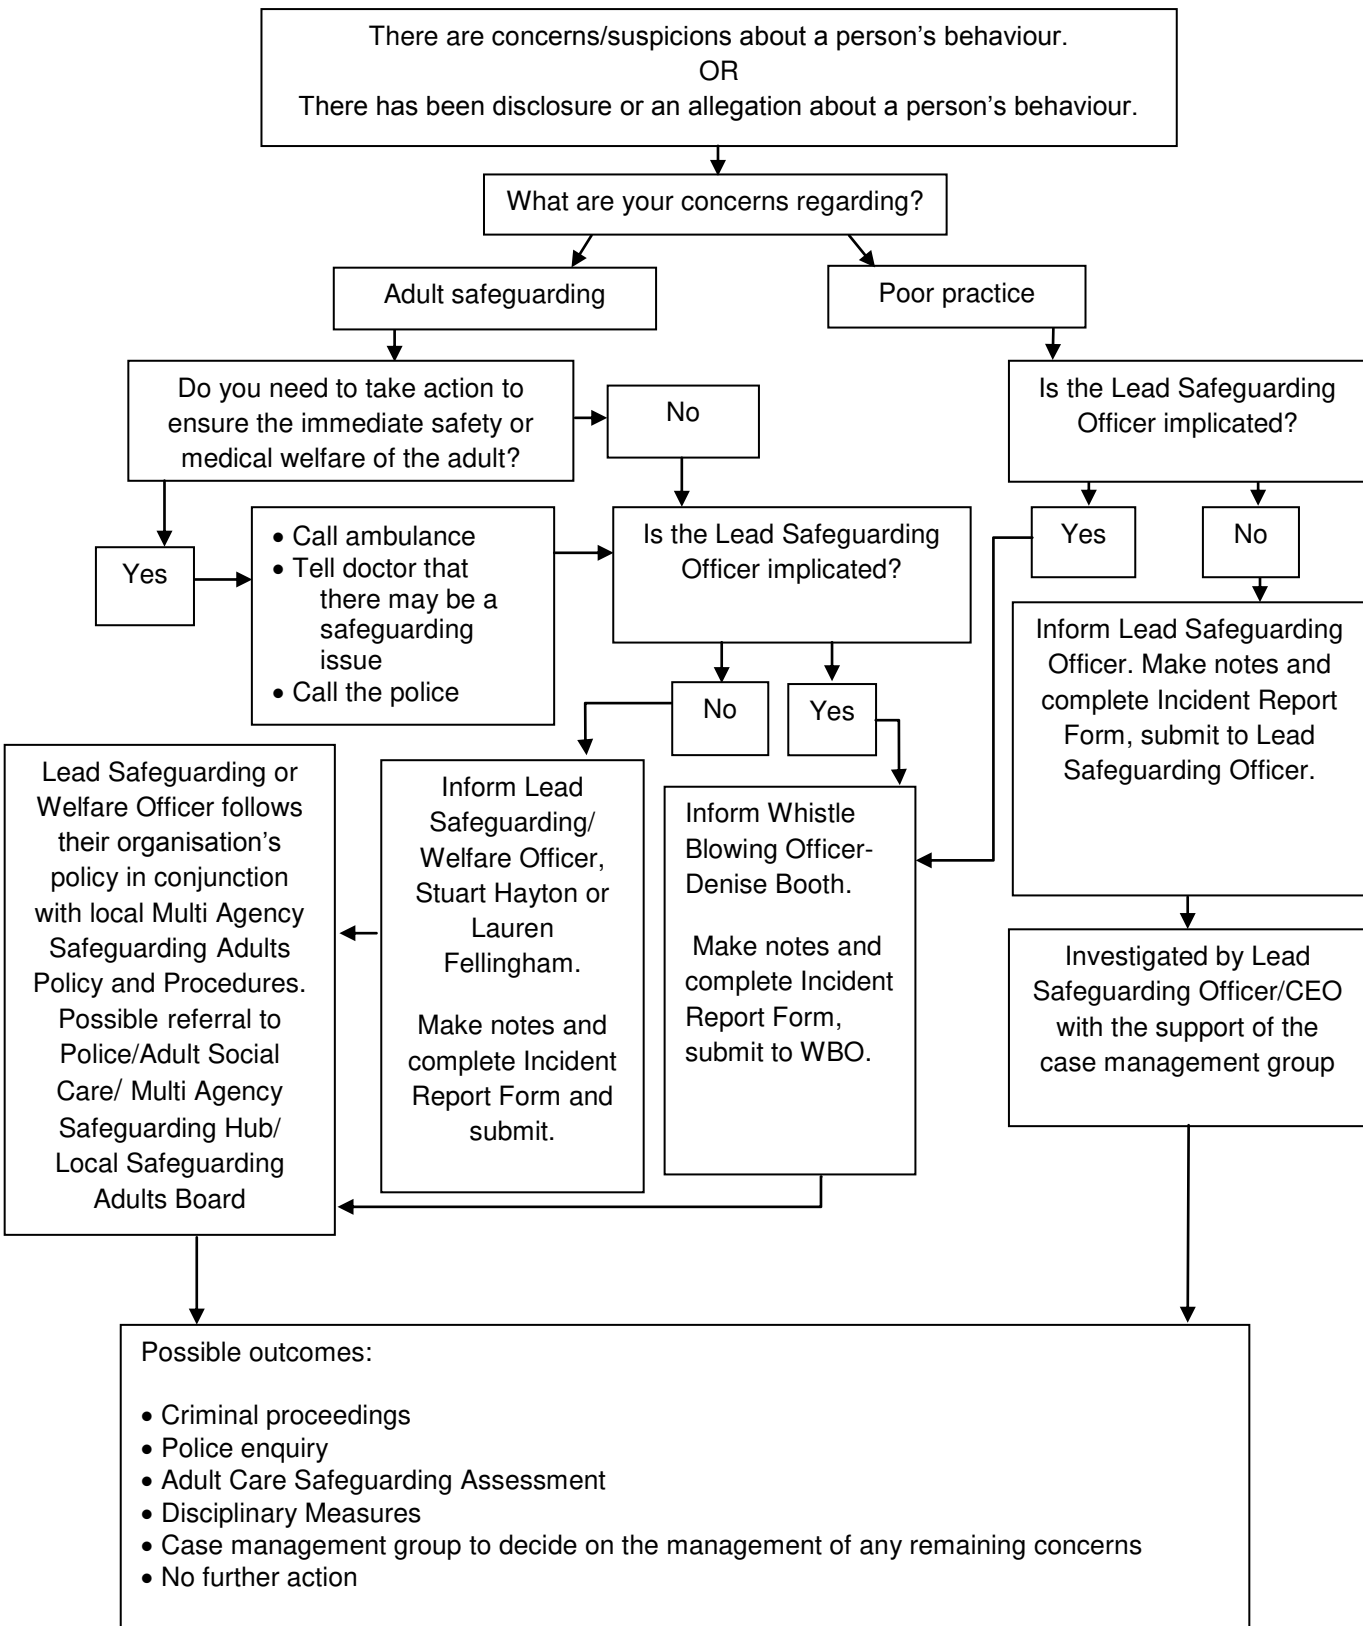 There are concerns/suspicions about a person’s behaviour.
OR
There has been disclosure or an allegation about a person’s behaviour.
What are your concerns regarding?
Adult safeguarding
Poor practice
Do you need to take action to
ensure the immediate safety or
medical welfare of the adult?
No
Is the Lead Safeguarding
Officer implicated?
Yes
• Call ambulance
• Tell doctor that
there may be a
safeguarding
issue
• Call the police
Is the Lead Safeguarding
Officer implicated?
Yes
No
No
Yes
Inform Lead Safeguarding
Officer. Make notes and
complete Incident Report
Form, submit to Lead
Safeguarding Officer.
Lead Safeguarding or
Welfare Officer follows
their organisation’s
policy in conjunction
with local Multi Agency
Safeguarding Adults
Policy and Procedures.
Possible referral to
Police/Adult Social
Care/ Multi Agency
Safeguarding Hub/
Local Safeguarding
Adults Board
Inform Lead
Safeguarding/
Welfare Officer,
Stuart Hayton or
Lauren
Fellingham.
Make notes and
complete Incident
Report Form and
submit.
Inform Whistle
Blowing Officer-
Denise Booth.
Make notes and
complete Incident
Report Form,
submit to WBO.
Investigated by Lead
Safeguarding Officer/CEO
with the support of the
case management group
Possible outcomes:
• Criminal proceedings
• Police enquiry
• Adult Care Safeguarding Assessment
• Disciplinary Measures
• Case management group to decide on the management of any remaining concerns
• No further action